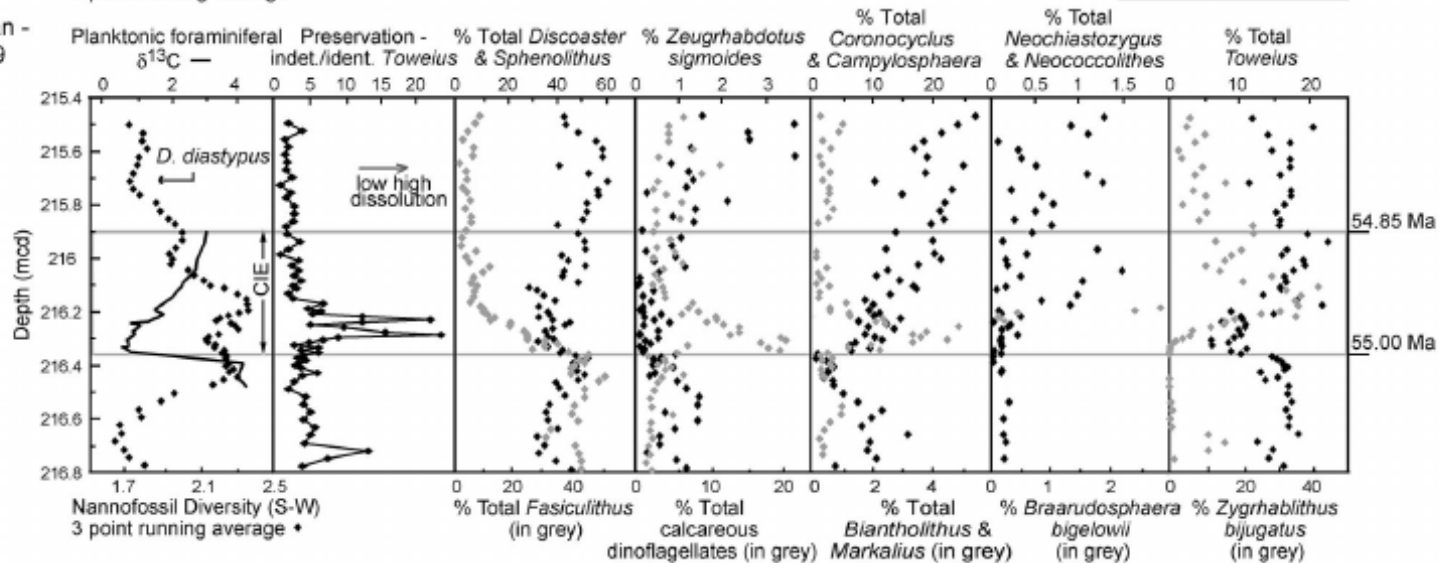 n -
9
Planktonic foraminiferal
δ¹³C —
0 2 4
Preservation -
indet./ident. Toweius
0 5 10 20
% Total Discoaster
& Sphenolithus
0 20 40 60
% Zeugrhabdotus
sigmoides
0 1 2 3
% Total
Coronocyclus
& Campylosphaera
0 10 20
% Total
Neochiastozygus
& Neococcolithes
0 0.5 1 1.5
% Total
Toweius
0 10 20
Depth (mcd)
215.4
215.6
215.8
216
216.2
216.4
216.6
216.8
D. diastypus
CIE
low high
dissolution
54.85 Ma
55.00 Ma
1.7 2.1 2.5
Nannofossil Diversity (S-W)
3 point running average ♦
0 20 40
% Total Fasiculithus
(in grey)
0 10 20
% Total
calcareous
dinoflagellates (in grey)
0 2 4
% Total
Biantholithus &
Markalius (in grey)
0 1 2
% Braarudosphaera
bigelowii
(in grey)
0 20 40
% Zygrhablithus
bijugatus
(in grey)